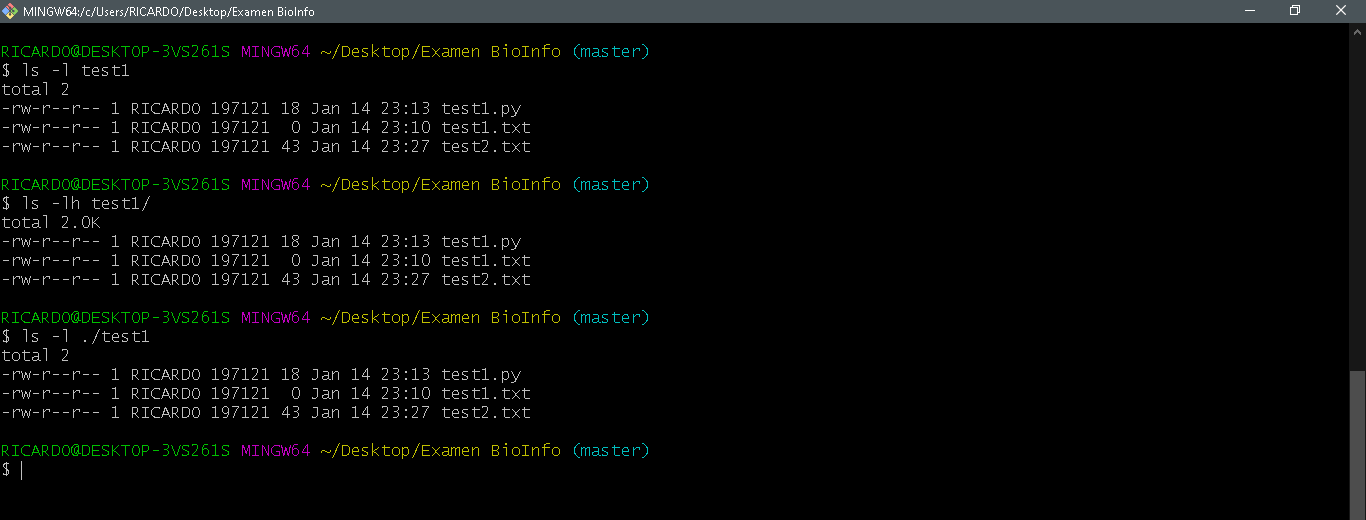 MINGW64:/c/Users/RICARDO/Desktop/Examen BioInfo
RICARDO@DESKTOP-3VS261S MINGW64 ~/Desktop/Examen BioInfo (master)
$ ls -l test1
total 2
-rw-r--r-- 1 RICARDO 197121 18 Jan 14 23:13 test1.py
-rw-r--r-- 1 RICARDO 197121  0 Jan 14 23:10 test1.txt
-rw-r--r-- 1 RICARDO 197121 43 Jan 14 23:27 test2.txt
RICARDO@DESKTOP-3VS261S MINGW64 ~/Desktop/Examen BioInfo (master)
$ ls -lh test1/
total 2.0K
-rw-r--r-- 1 RICARDO 197121 18 Jan 14 23:13 test1.py
-rw-r--r-- 1 RICARDO 197121  0 Jan 14 23:10 test1.txt
-rw-r--r-- 1 RICARDO 197121 43 Jan 14 23:27 test2.txt
RICARDO@DESKTOP-3VS261S MINGW64 ~/Desktop/Examen BioInfo (master)
$ ls -l ./test1
total 2
-rw-r--r-- 1 RICARDO 197121 18 Jan 14 23:13 test1.py
-rw-r--r-- 1 RICARDO 197121  0 Jan 14 23:10 test1.txt
-rw-r--r-- 1 RICARDO 197121 43 Jan 14 23:27 test2.txt
RICARDO@DESKTOP-3VS261S MINGW64 ~/Desktop/Examen BioInfo (master)
$